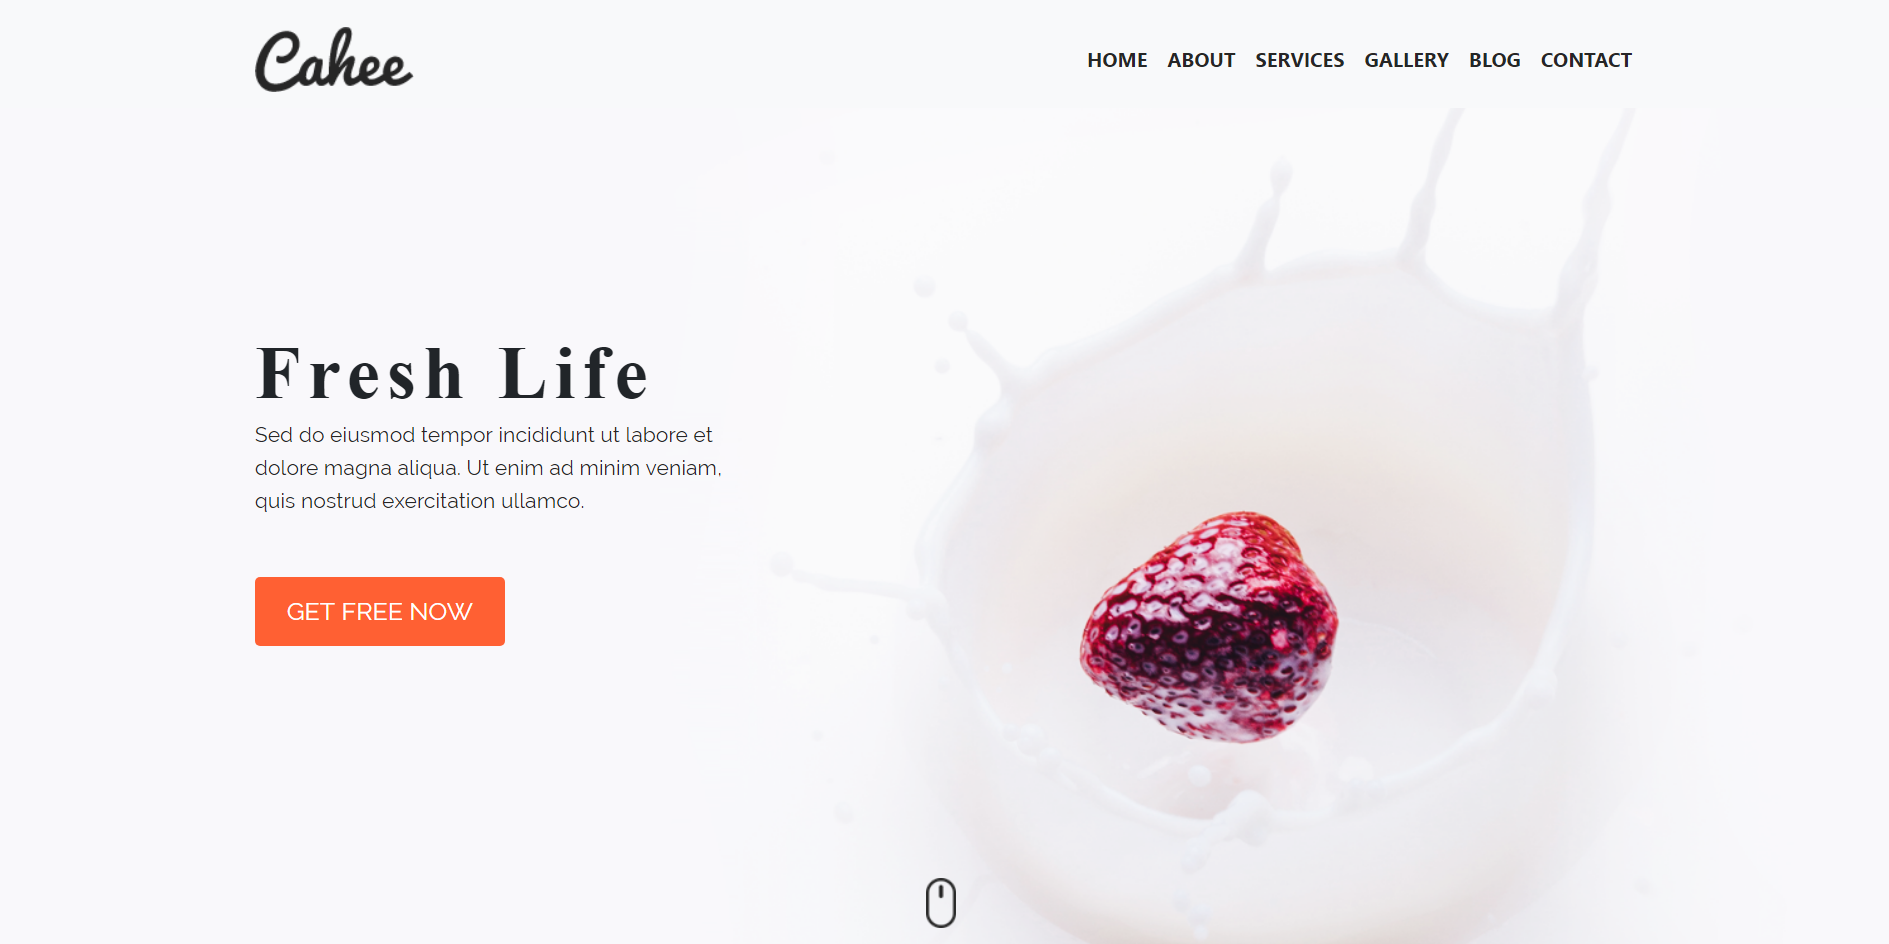 Cahee
HOME ABOUT SERVICES GALLERY BLOG CONTACT
Fresh Life
Sed do eiusmod tempor incididunt ut labore et
dolore magna aliqua. Ut enim ad minim veniam,
quis nostrud exercitation ullamco.
GET FREE NOW